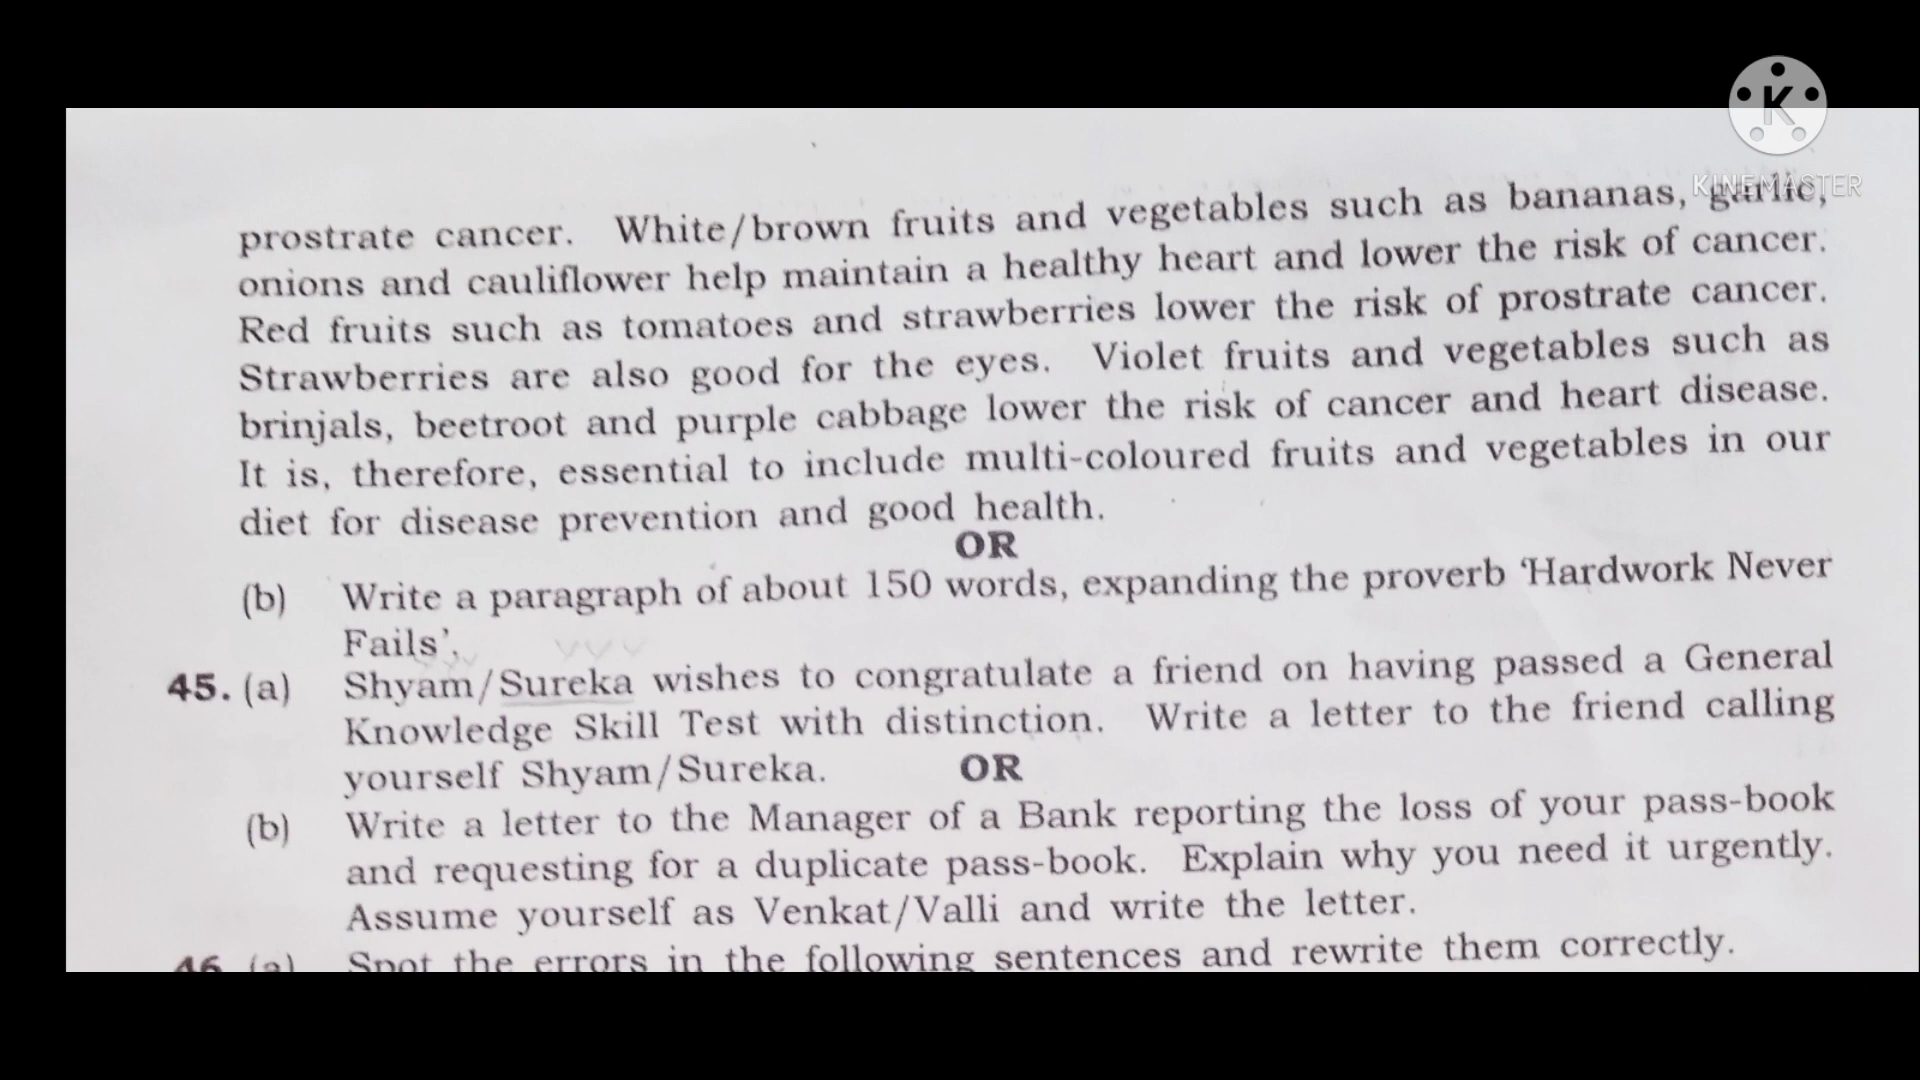 K
KINEMASTER
prostrate cancer. White/brown fruits and vegetables such as bananas, garlic,
onions and cauliflower help maintain a healthy heart and lower the risk of cancer.
Red fruits such as tomatoes and strawberries lower the risk of prostrate cancer.
Strawberries are also good for the eyes. Violet fruits and vegetables such as
brinjals, beetroot and purple cabbage lower the risk of cancer and heart disease.
It is, therefore, essential to include multi-coloured fruits and vegetables in our
diet for disease prevention and good health.
OR
(b) Write a paragraph of about 150 words, expanding the proverb 'Hardwork Never
Fails'.
45. (a) Shyam/Sureka wishes to congratulate a friend on having passed a General
Knowledge Skill Test with distinction. Write a letter to the friend calling
yourself Shyam/Sureka. OR
(b) Write a letter to the Manager of a Bank reporting the loss of your pass-book
and requesting for a duplicate pass-book. Explain why you need it urgently.
Assume yourself as Venkat/Valli and write the letter.
46 (a) Spot the errors in the following sentences and rewrite them correctly.